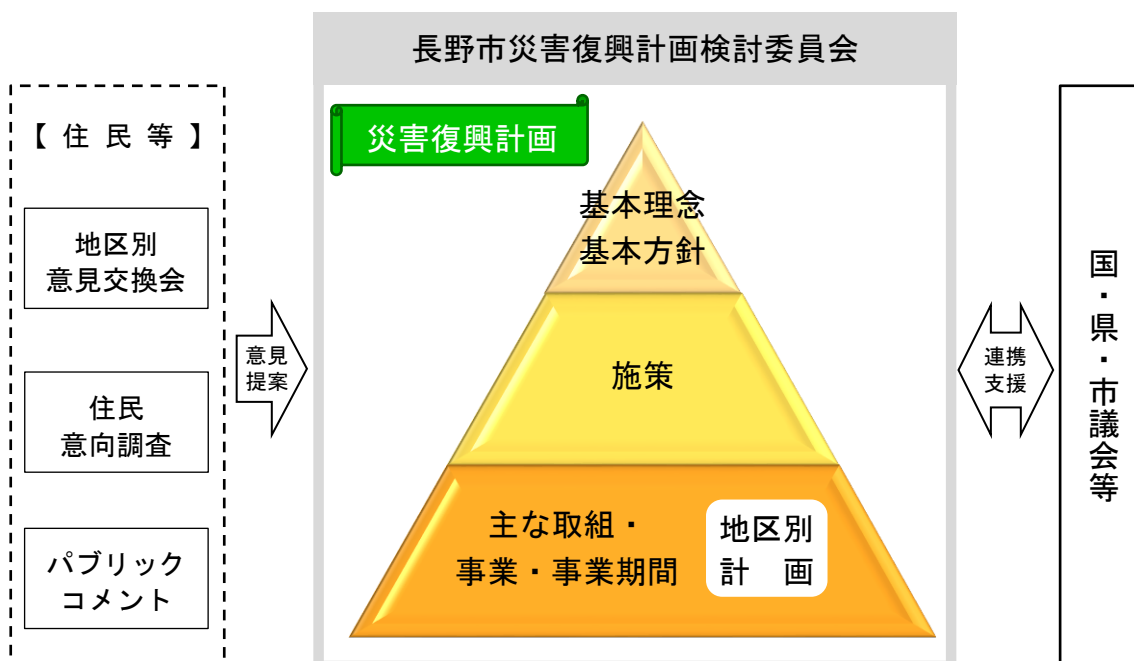 長野市災害復興計画検討委員会
【住民等】
地区別
意見交換会
住民
意向調査
パブリック
コメント
意見
提案
災害復興計画
基本理念
基本方針
施策
主な取組・
事業・事業期間
地区別
計　画
連携
支援
国・県・市議会等